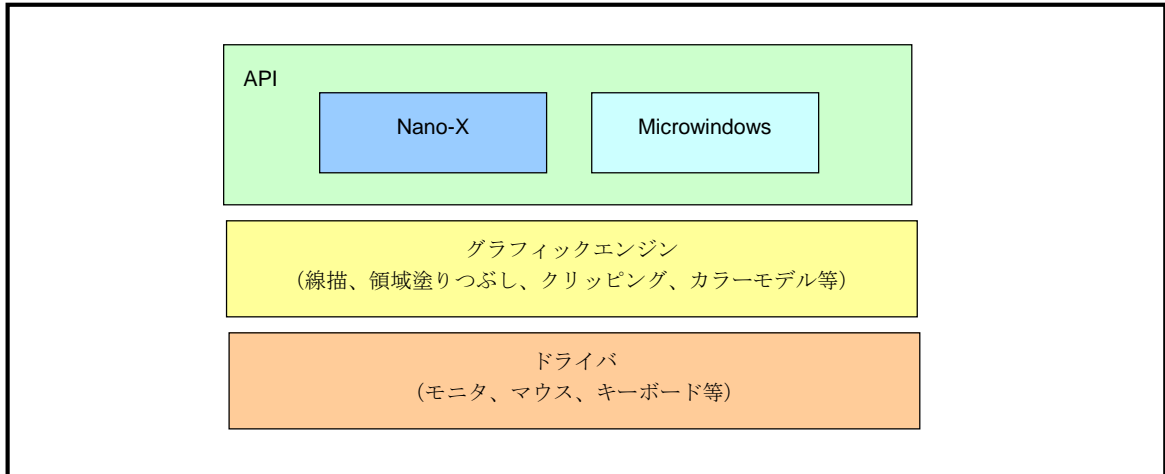 API
Nano-X
Microwindows
グラフィックエンジン
（線描、領域塗りつぶし、クリッピング、カラーモデル等）
ドライバ
（モニタ、マウス、キーボード等）